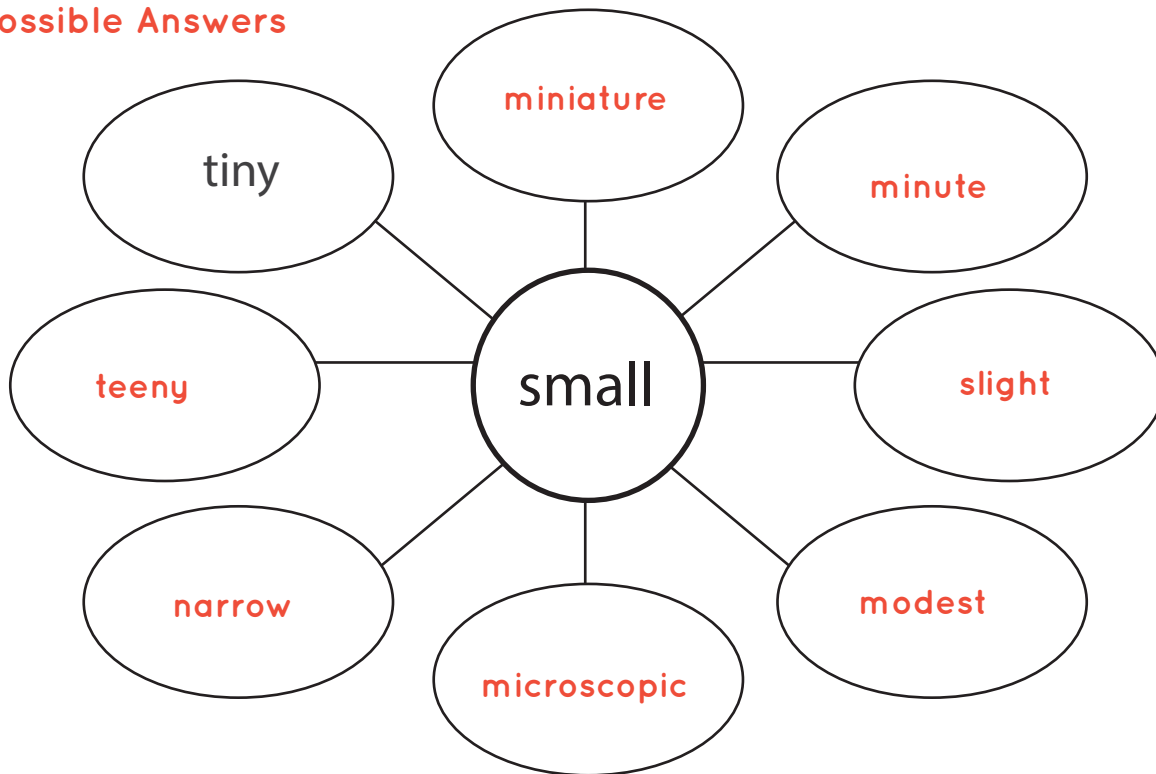 ossible Answers
miniature
tiny
minute
teeny
small
slight
narrow
modest
microscopic